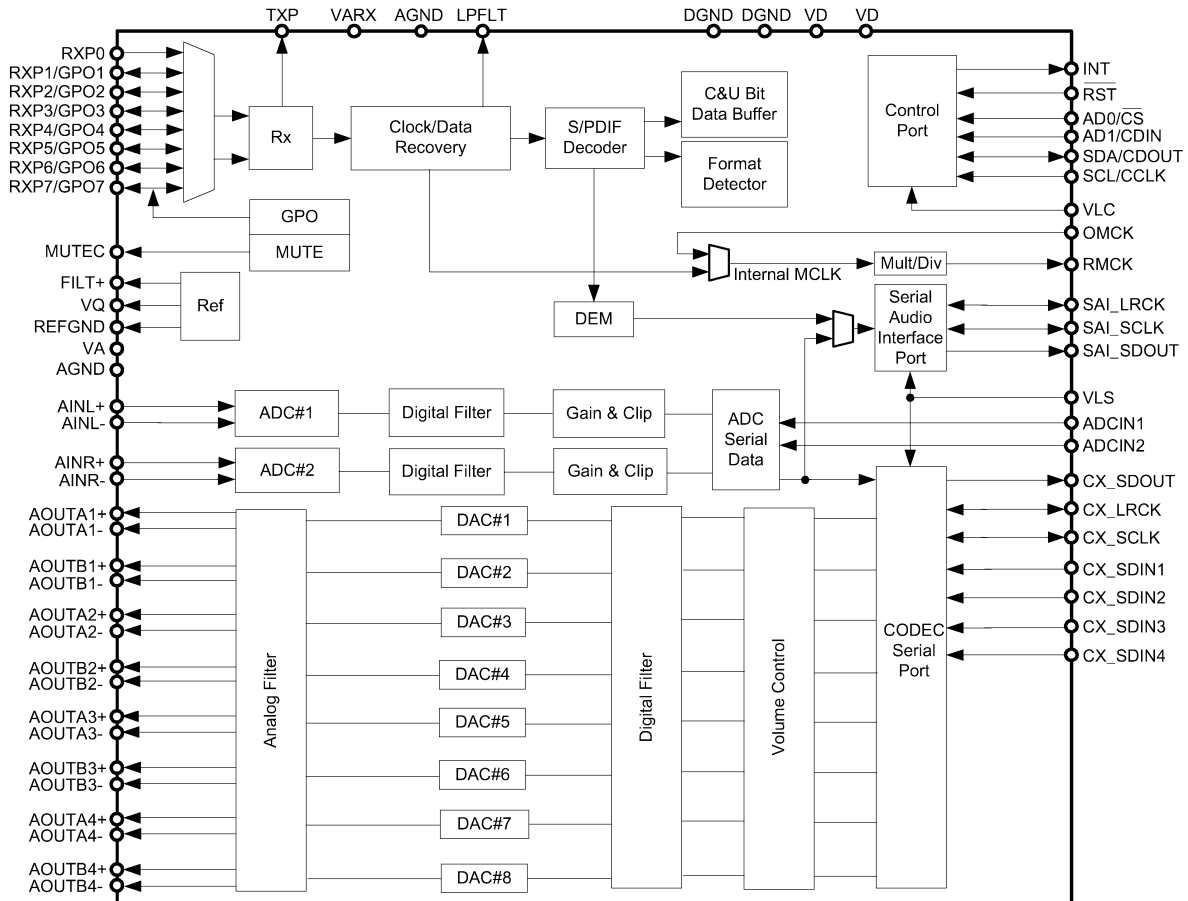 TXP
VARX
AGND
LPFLT
DGND
DGND
VD
VD
RXP0
RXP1/GPO1
RXP2/GPO2
RXP3/GPO3
RXP4/GPO4
RXP5/GPO5
RXP6/GPO6
RXP7/GPO7
MUTEC
FILT+
VQ
REFGND
VA
AGND
AINL+
AINL-
AINR+
AINR-
AOUTA1+
AOUTA1-
AOUTB1+
AOUTB1-
AOUTA2+
AOUTA2-
AOUTB2+
AOUTB2-
AOUTA3+
AOUTA3-
AOUTB3+
AOUTB3-
AOUTA4+
AOUTA4-
AOUTB4+
AOUTB4-
Rx
Clock/Data
Recovery
S/PDIF
Decoder
C&U Bit
Data Buffer
Format
Detector
Control
Port
GPO
MUTE
Ref
Internal MCLK
Mult/Div
DEM
Serial
Audio
Interface
Port
ADC#1
Digital Filter
Gain & Clip
ADC
Serial
Data
ADC#2
Digital Filter
Gain & Clip
Analog Filter
DAC#1
DAC#2
DAC#3
DAC#4
DAC#5
DAC#6
DAC#7
DAC#8
Digital Filter
Volume Control
CODEC
Serial
Port
INT
RST
AD0/CS
AD1/CDIN
SDA/CDOUT
SCL/CCLK
VLC
OMCK
RMCK
SAI_LRCK
SAI_SCLK
SAI_SDOUT
VLS
ADCIN1
ADCIN2
CX_SDOUT
CX_LRCK
CX_SCLK
CX_SDIN1
CX_SDIN2
CX_SDIN3
CX_SDIN4